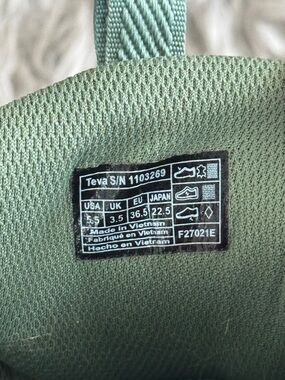 Teva S/N 1103269
USA UK EU JAPAN
5.5 3.5 36.5 22.5
Made in Vietnam
Fabriqué en Vietnam
Hecho en Vietnam
F27021E